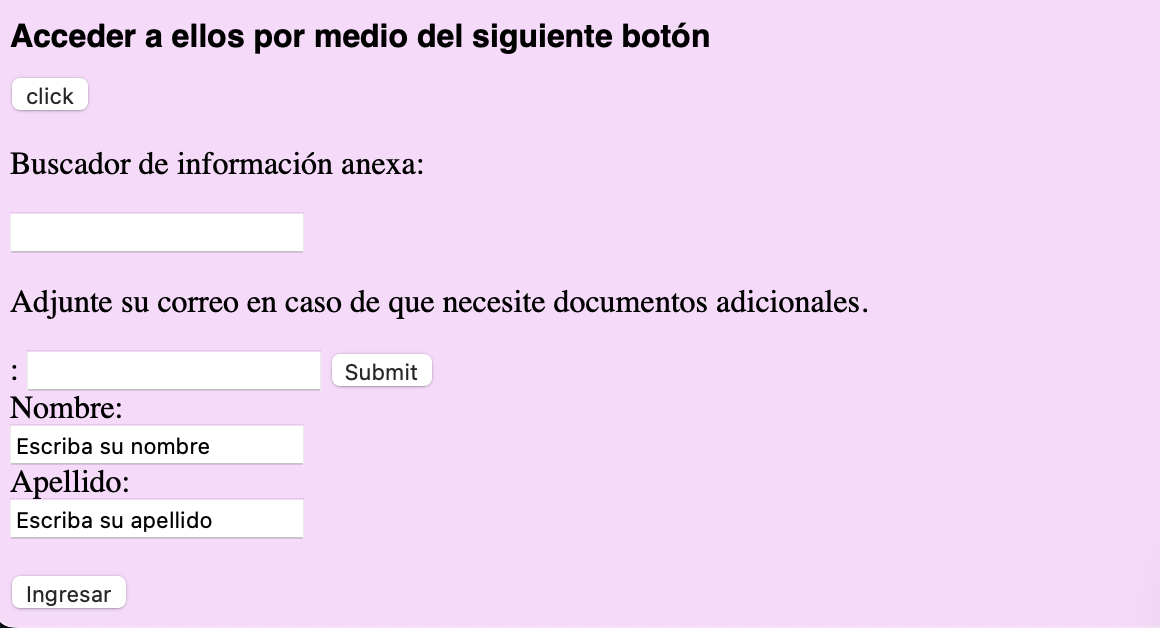 Acceder a ellos por medio del siguiente botón
click
Buscador de información anexa:
Adjunte su correo en caso de que necesite documentos adicionales.
: Submit
Nombre:
Escriba su nombre
Apellido:
Escriba su apellido
Ingresar